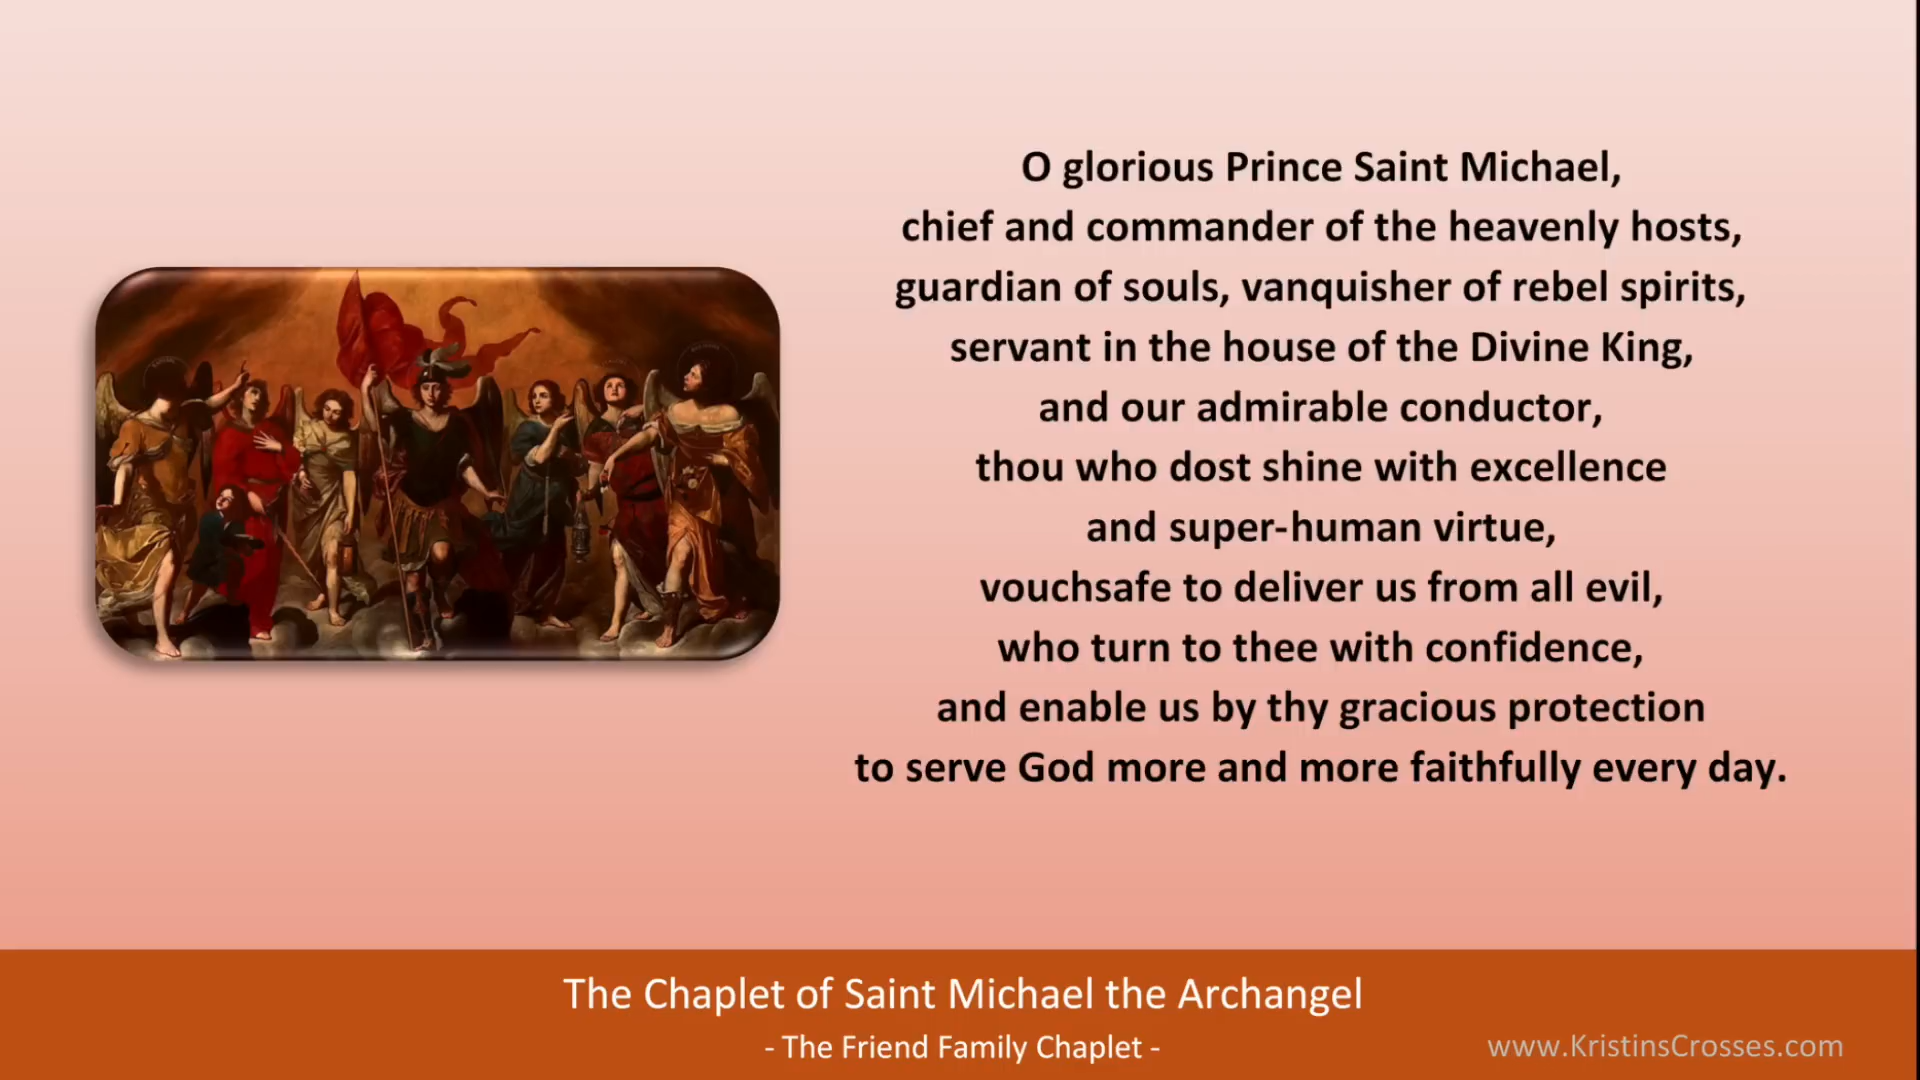 O glorious Prince Saint Michael,
chief and commander of the heavenly hosts,
guardian of souls, vanquisher of rebel spirits,
servant in the house of the Divine King,
and our admirable conductor,
thou who dost shine with excellence
and super-human virtue,
vouchsafe to deliver us from all evil,
who turn to thee with confidence,
and enable us by thy gracious protection
to serve God more and more faithfully every day.
The Chaplet of Saint Michael the Archangel
- The Friend Family Chaplet -
www.KristinsCrosses.com